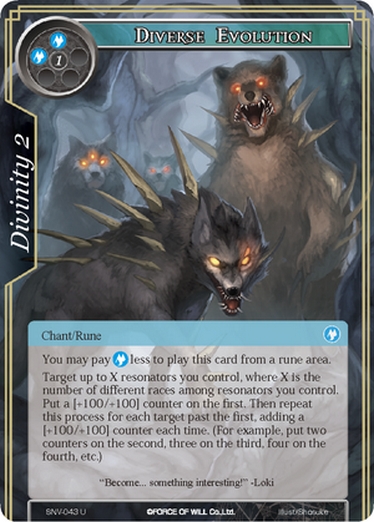 DIVERSE EVOLUTION
1
Divinity 2
Chant/Rune
You may pay less to play this card from a rune area.
Target up to X resonators you control, where X is the
number of different races among resonators you control.
Put a [+100/+100] counter on the first. Then repeat
this process for each target past the first, adding a
[+100/+100] counter each time. (For example, put two
counters on the second, three on the third, four on the
fourth, etc.)
"Become... something interesting!" -Loki
SNV-043 U
©FORCE OF WILL Co.,Ltd.
Illust/Shosuke